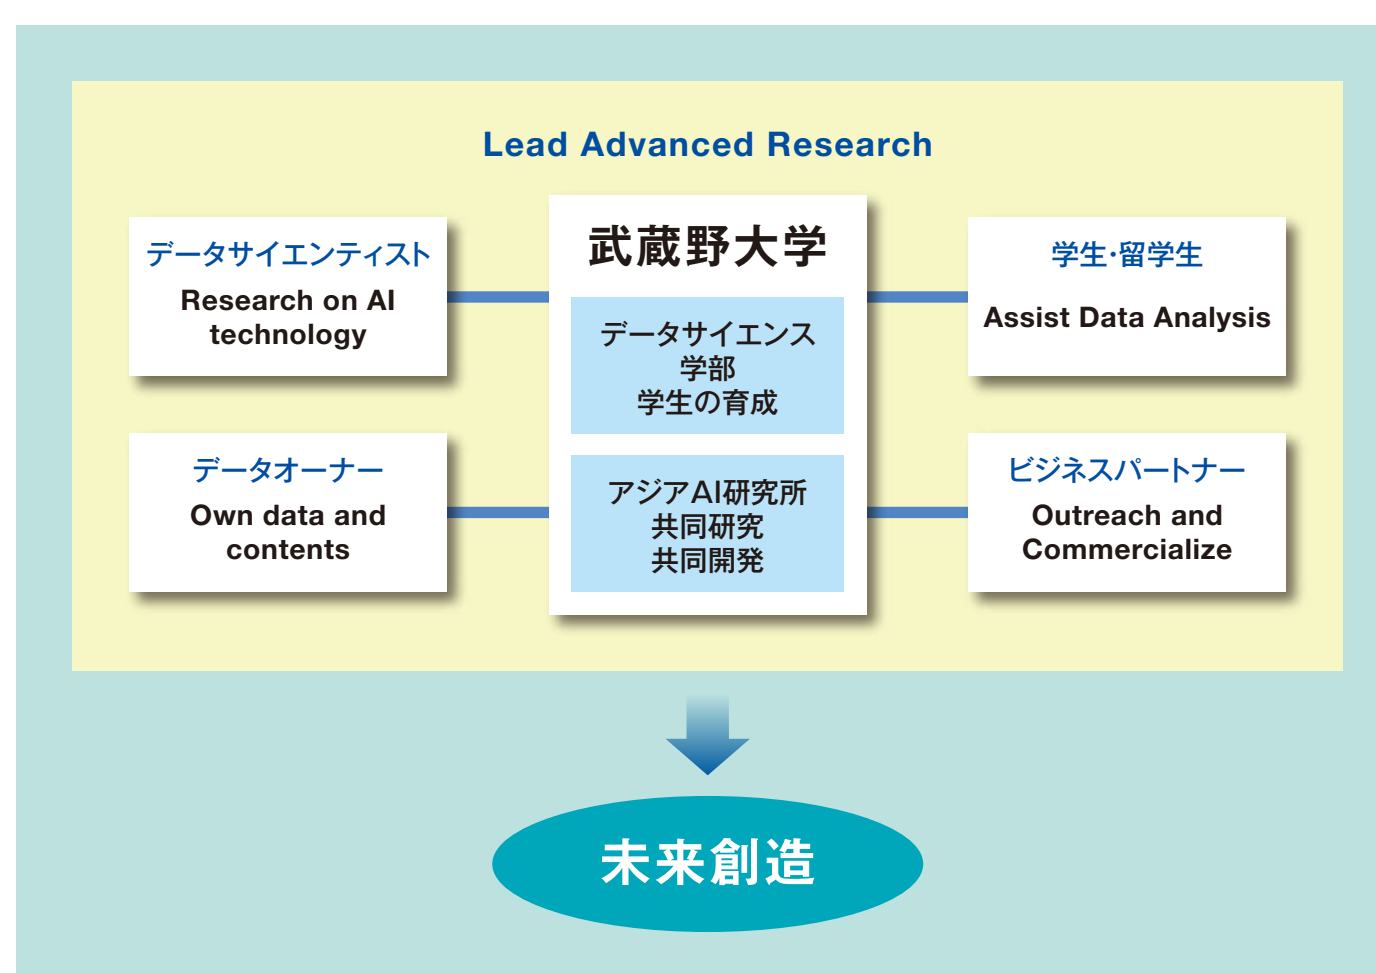 Lead Advanced Research
データサイエンティスト
Research on AI
technology
データオーナー
Own data and
contents
武蔵野大学
データサイエンス
学部
学生の育成
アジアAI研究所
共同研究
共同開発
学生・留学生
Assist Data Analysis
ビジネスパートナー
Outreach and
Commercialize
未来創造